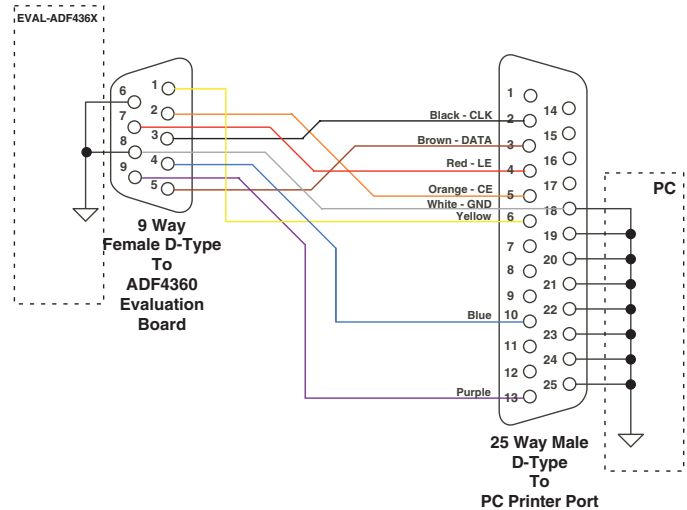 EVAL-ADF436X
6
7
8
9
1
2
3
4
5
9 Way
Female D-Type
To
ADF4360
Evaluation
Board
Black - CLK
Brown - DATA
Red - LE
Orange - CE
White - GND
Yellow
Blue
Purple
1
2
3
4
5
6
7
8
9
10
11
12
13
14
15
16
17
18
19
20
21
22
23
24
25
25 Way Male
D-Type
To
PC Printer Port
PC